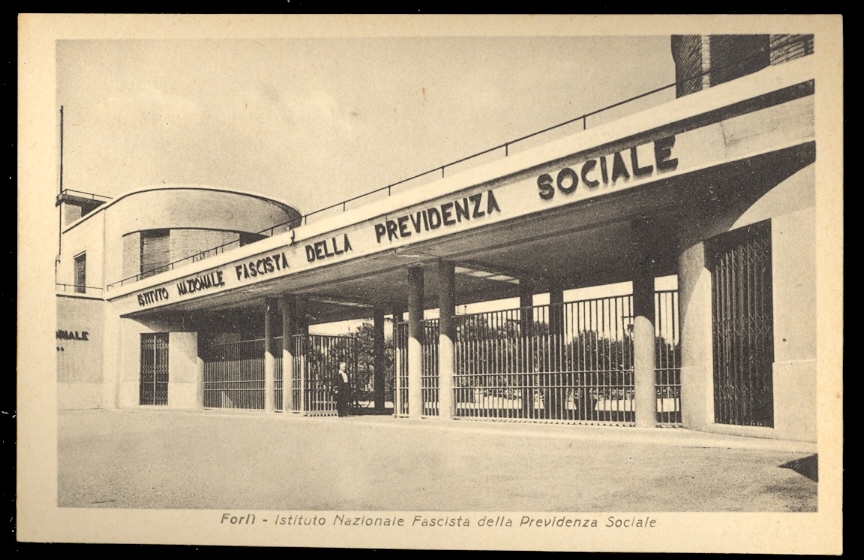 ISTITUTO NAZIONALE FASCISTA DELLA PREVIDENZA SOCIALE
Forlì - Istituto Nazionale Fascista della Previdenza Sociale